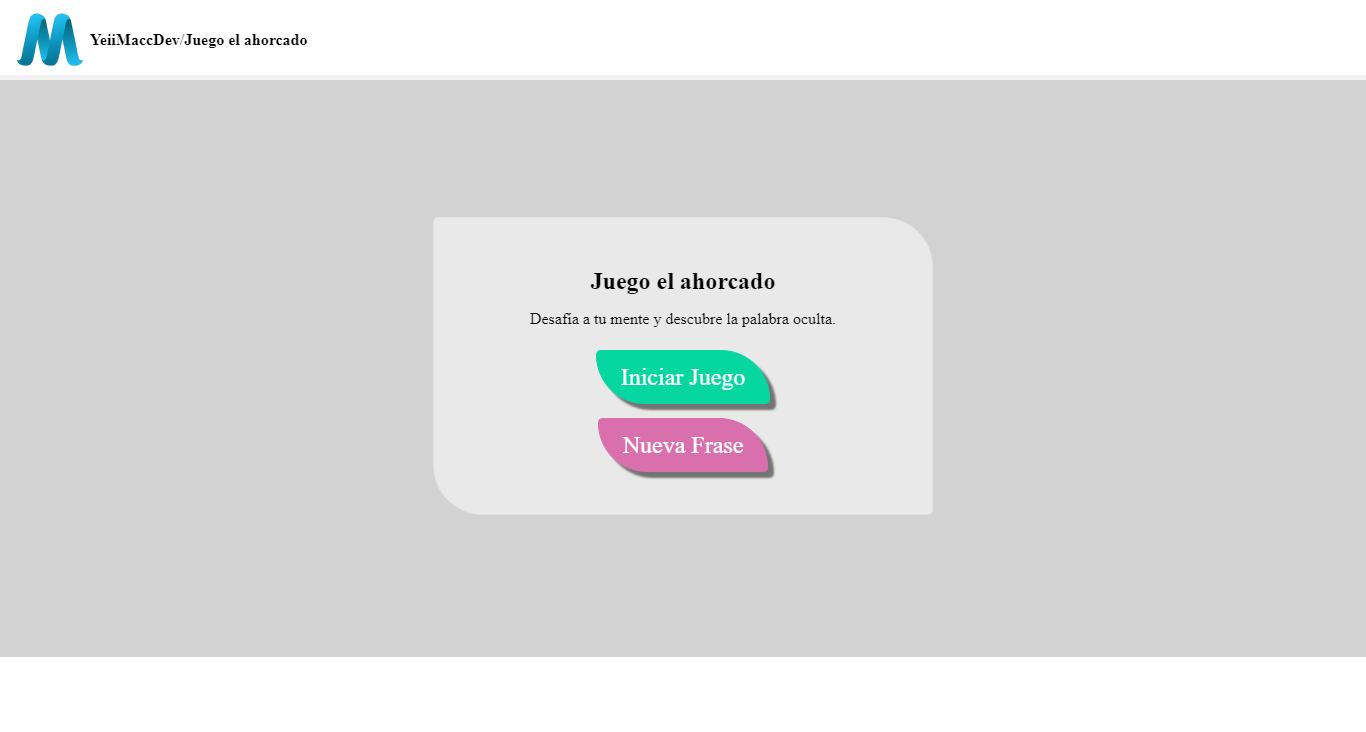 YeiiMaccDev/Juego el ahorcado
Juego el ahorcado
Desafía a tu mente y descubre la palabra oculta.
Iniciar Juego
Nueva Frase